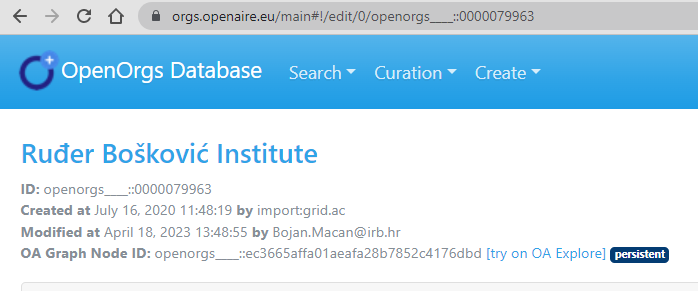 orgs.openaire.eu/main#!/edit/0/openorgs____::0000079963
OpenOrgs Database Search Curation Create
Ruđer Bošković Institute
ID: openorgs____::0000079963
Created at July 16, 2020 11:48:19 by import:grid.ac
Modified at April 18, 2023 13:48:55 by Bojan.Macan@irb.hr
OA Graph Node ID: openorgs____::ec3665affa01aeafa28b7852c4176dbd [try on OA Explore] persistent